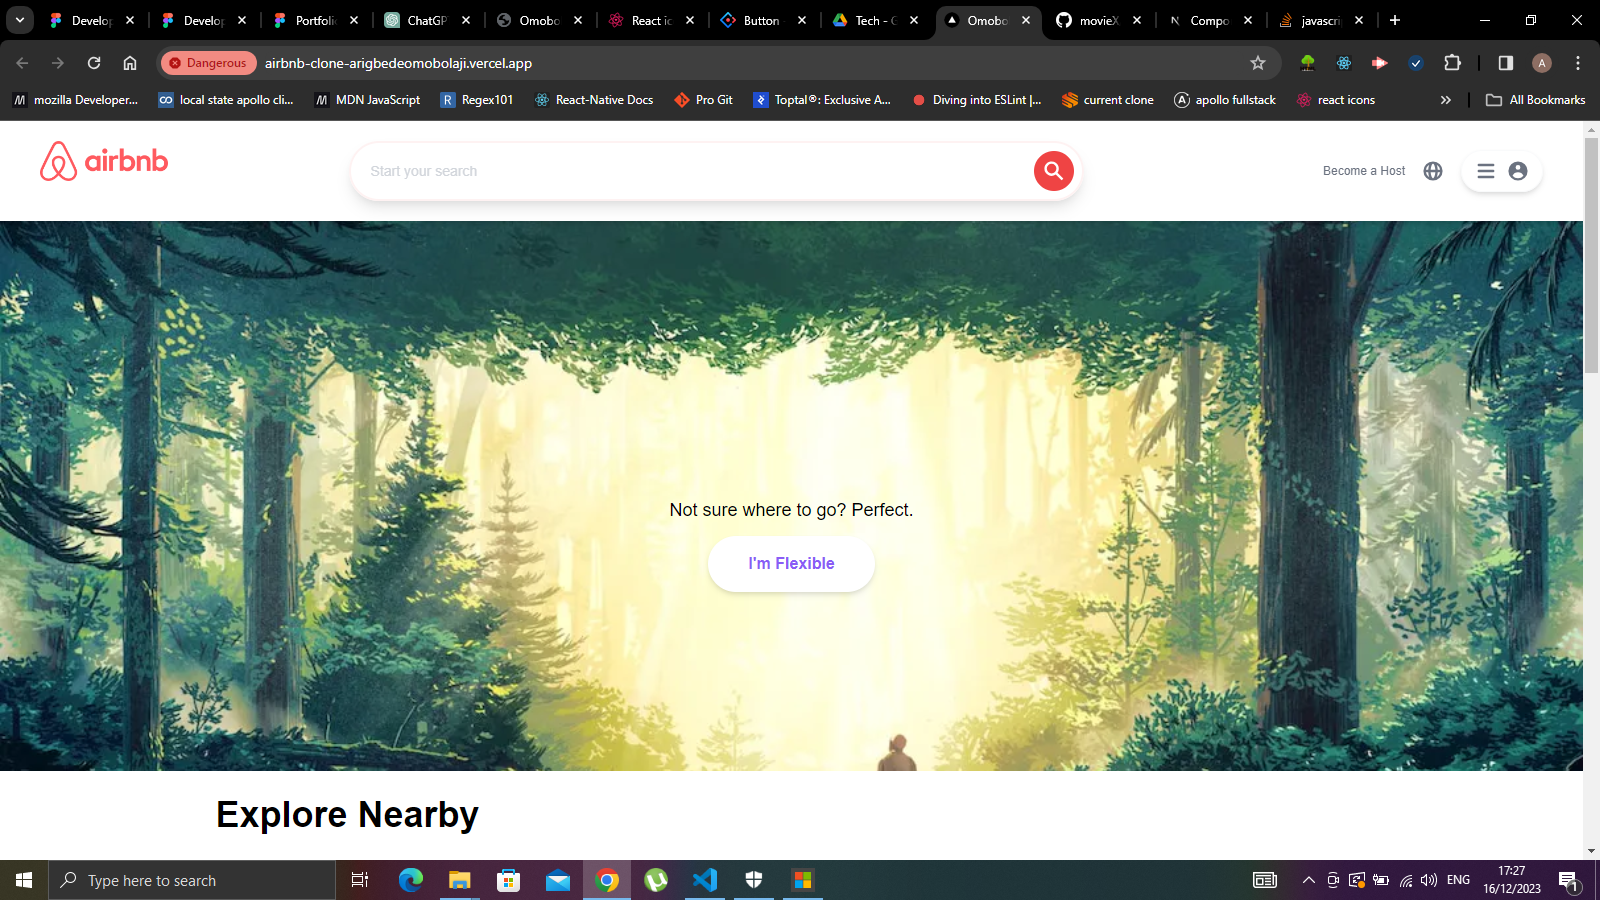 Develop
Develop
Portfolio
ChatGP
Omobo
React ic
Button
Tech - G
Omobo
movieX
Compo
javascri
Dangerous
airbnb-clone-arigbedeomobolaji.vercel.app
A
mozilla Developer...
local state apollo cli...
MDN JavaScript
Regex101
React-Native Docs
Pro Git
Toptal®: Exclusive A...
Diving into ESLint |...
current clone
apollo fullstack
react icons
All Bookmarks
airbnb
Start your search
Become a Host
Not sure where to go? Perfect.
I'm Flexible
Explore Nearby
Type here to search
ENG
17:27
16/12/2023
1